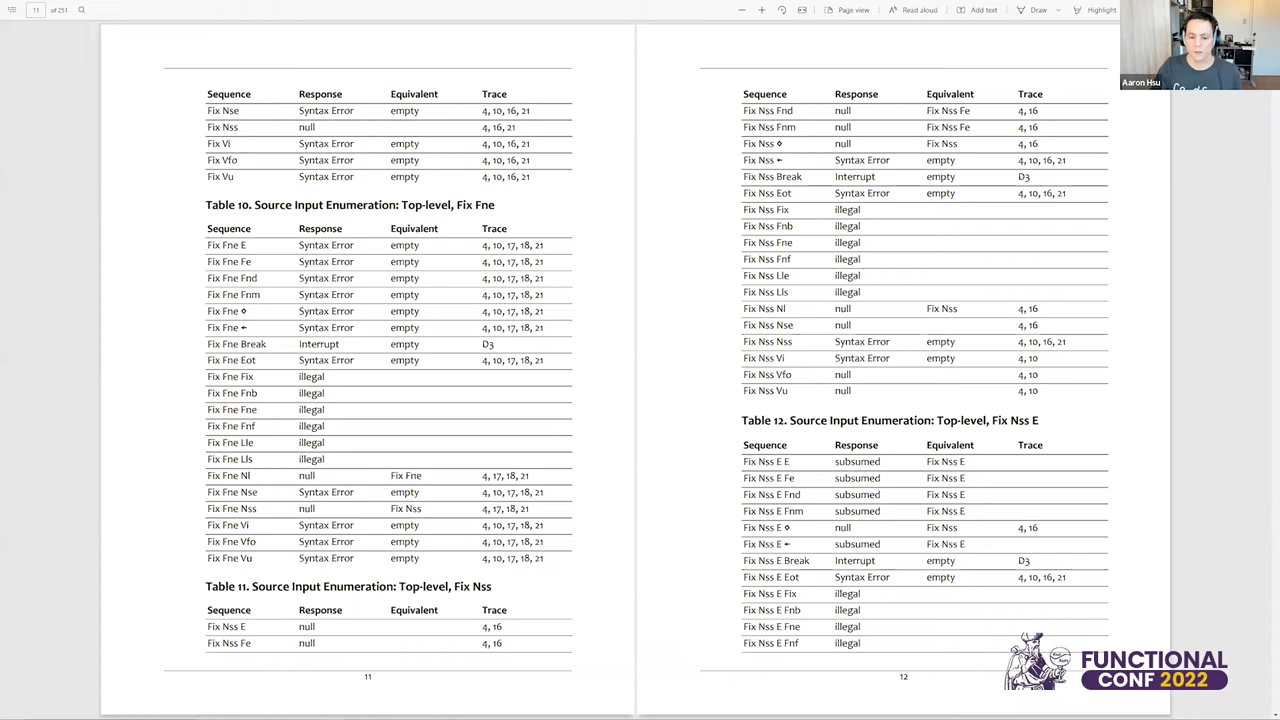 11 of 251
Page view Read aloud Add text Draw Highlight
Aaron Hsu
Sequence Response Equivalent Trace
Fix Nse Syntax Error empty 4, 10, 16, 21
Fix Nss null 4, 16, 21
Fix Vi Syntax Error empty 4, 10, 16, 21
Fix Vfo Syntax Error empty 4, 10, 16, 21
Fix Vu Syntax Error empty 4, 10, 16, 21
Table 10. Source Input Enumeration: Top-level, Fix Fne
Sequence Response Equivalent Trace
Fix Fne E Syntax Error empty 4, 10, 17, 18, 21
Fix Fne Fe Syntax Error empty 4, 10, 17, 18, 21
Fix Fne Fnd Syntax Error empty 4, 10, 17, 18, 21
Fix Fne Fnm Syntax Error empty 4, 10, 17, 18, 21
Fix Fne ⋄ Syntax Error empty 4, 10, 17, 18, 21
Fix Fne ← Syntax Error empty 4, 10, 17, 18, 21
Fix Fne Break Interrupt empty D3
Fix Fne Eot Syntax Error empty 4, 10, 17, 18, 21
Fix Fne Fix illegal
Fix Fne Fnb illegal
Fix Fne Fne illegal
Fix Fne Fnf illegal
Fix Fne Lle illegal
Fix Fne Lls illegal
Fix Fne Nl null Fix Fne 4, 17, 18, 21
Fix Fne Nse Syntax Error empty 4, 10, 17, 18, 21
Fix Fne Nss null Fix Nss 4, 17, 18, 21
Fix Fne Vi Syntax Error empty 4, 10, 17, 18, 21
Fix Fne Vfo Syntax Error empty 4, 10, 17, 18, 21
Fix Fne Vu Syntax Error empty 4, 10, 17, 18, 21
Table 11. Source Input Enumeration: Top-level, Fix Nss
Sequence Response Equivalent Trace
Fix Nss E null 4, 16
Fix Nss Fe null 4, 16
11
Sequence Response Equivalent Trace
Fix Nss Fnd null Fix Nss Fe 4, 16
Fix Nss Fnm null Fix Nss Fe 4, 16
Fix Nss ⋄ null Fix Nss 4, 16
Fix Nss ← Syntax Error empty 4, 10, 16, 21
Fix Nss Break Interrupt empty D3
Fix Nss Eot Syntax Error empty 4, 10, 16, 21
Fix Nss Fix illegal
Fix Nss Fnb illegal
Fix Nss Fne illegal
Fix Nss Fnf illegal
Fix Nss Lle illegal
Fix Nss Lls illegal
Fix Nss Nl null Fix Nss 4, 16
Fix Nss Nse null 4, 16
Fix Nss Nss Syntax Error empty 4, 10, 16, 21
Fix Nss Vi Syntax Error empty 4, 10
Fix Nss Vfo null 4, 10
Fix Nss Vu null 4, 10
Table 12. Source Input Enumeration: Top-level, Fix Nss E
Sequence Response Equivalent Trace
Fix Nss E E subsumed Fix Nss E
Fix Nss E Fe subsumed Fix Nss E
Fix Nss E Fnd subsumed Fix Nss E
Fix Nss E Fnm subsumed Fix Nss E
Fix Nss E ⋄ null Fix Nss 4, 16
Fix Nss E ← subsumed Fix Nss E
Fix Nss E Break Interrupt empty D3
Fix Nss E Eot Syntax Error empty 4, 10, 16, 21
Fix Nss E Fix illegal
Fix Nss E Fnb illegal
Fix Nss E Fne illegal
Fix Nss E Fnf illegal
12
FUNCTIONAL
CONF 2022